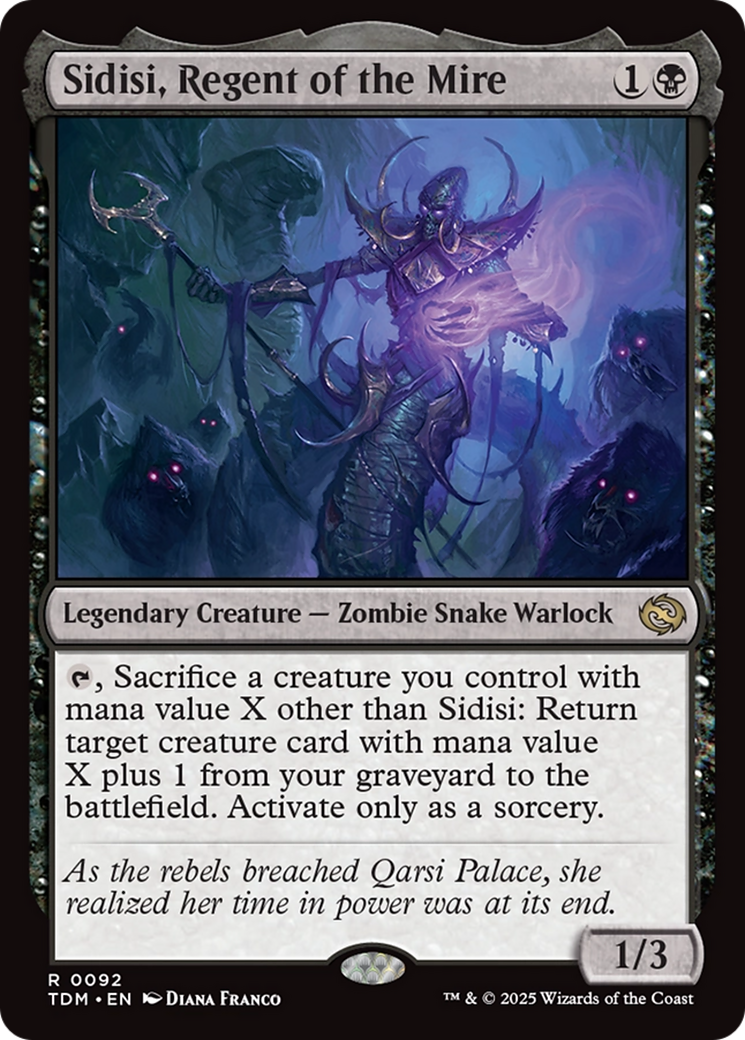 Sidisi, Regent of the Mire 1
Legendary Creature — Zombie Snake Warlock
, Sacrifice a creature you control with
mana value X other than Sidisi: Return
target creature card with mana value
X plus 1 from your graveyard to the
battlefield. Activate only as a sorcery.
As the rebels breached Qarsi Palace, she
realized her time in power was at its end.
1/3
R 0092
TDM • EN Diana Franco
™ & © 2025 Wizards of the Coast